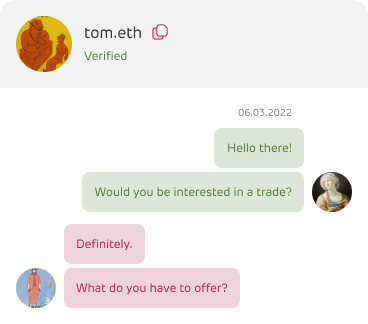 tom.eth
Verified
06.03.2022
Hello there!
Would you be interested in a trade?
Definitely.
What do you have to offer?